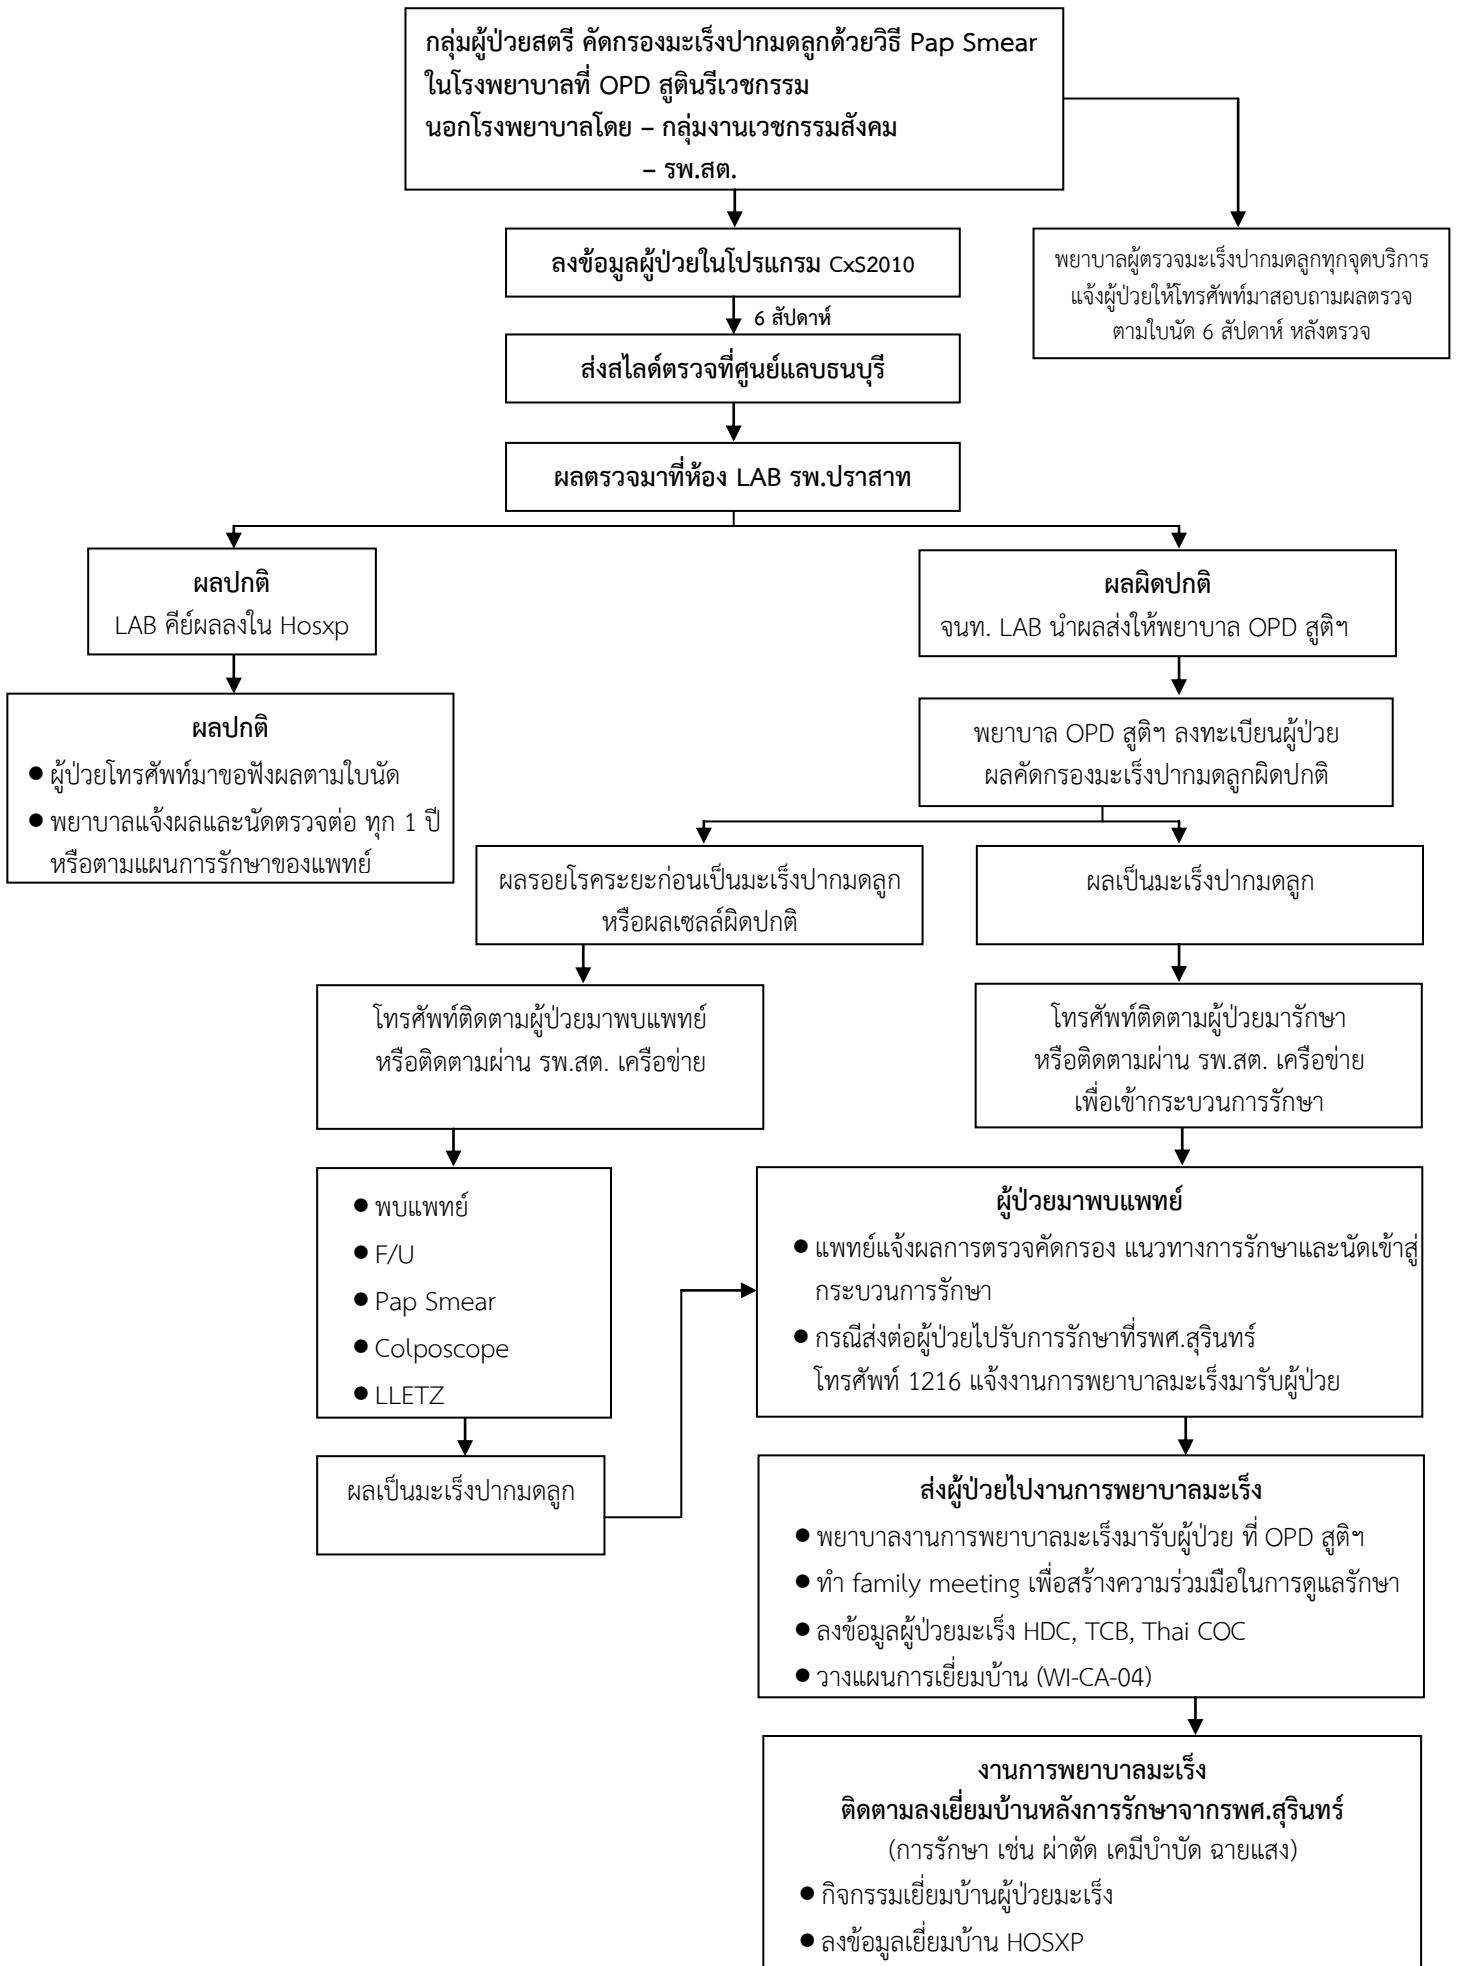 กลุ่มผู้ป่วยสตรี คัดกรองมะเร็งปากมดลูกด้วยวิธี Pap Smear
ในโรงพยาบาลที่ OPD สูตินรีเวชกรรม
นอกโรงพยาบาลโดย – กลุ่มงานเวชกรรมสังคม
– รพ.สต.
ลงข้อมูลผู้ป่วยในโปรแกรม CxS2010
พยาบาลผู้ตรวจมะเร็งปากมดลูกทุกจุดบริการ
แจ้งผู้ป่วยให้โทรศัพท์มาสอบถามผลตรวจ
ตามใบนัด 6 สัปดาห์ หลังตรวจ
6 สัปดาห์
ส่งสไลด์ตรวจที่ศูนย์แลบธนบุรี
ผลตรวจมาที่ห้อง LAB รพ.ปราสาท
ผลปกติ
LAB คีย์ผลลงใน Hosxp
ผลผิดปกติ
จนท. LAB นำผลส่งให้พยาบาล OPD สูติฯ
ผลปกติ
● ผู้ป่วยโทรศัพท์มาขอฟังผลตามใบนัด
● พยาบาลแจ้งผลและนัดตรวจต่อ ทุก 1 ปี
หรือตามแผนการรักษาของแพทย์
พยาบาล OPD สูติฯ ลงทะเบียนผู้ป่วย
ผลคัดกรองมะเร็งปากมดลูกผิดปกติ
ผลรอยโรคระยะก่อนเป็นมะเร็งปากมดลูก
หรือผลเซลล์ผิดปกติ
ผลเป็นมะเร็งปากมดลูก
โทรศัพท์ติดตามผู้ป่วยมาพบแพทย์
หรือติดตามผ่าน รพ.สต. เครือข่าย
โทรศัพท์ติดตามผู้ป่วยมารักษา
หรือติดตามผ่าน รพ.สต. เครือข่าย
เพื่อเข้ากระบวนการรักษา
● พบแพทย์
● F/U
● Pap Smear
● Colposcope
● LLETZ
ผู้ป่วยมาพบแพทย์
● แพทย์แจ้งผลการตรวจคัดกรอง แนวทางการรักษาและนัดเข้าสู่
กระบวนการรักษา
● กรณีส่งต่อผู้ป่วยไปรับการรักษาที่รพศ.สุรินทร์
โทรศัพท์ 1216 แจ้งงานการพยาบาลมะเร็งมารับผู้ป่วย
ผลเป็นมะเร็งปากมดลูก
ส่งผู้ป่วยไปงานการพยาบาลมะเร็ง
● พยาบาลงานการพยาบาลมะเร็งมารับผู้ป่วย ที่ OPD สูติฯ
● ทำ family meeting เพื่อสร้างความร่วมมือในการดูแลรักษา
● ลงข้อมูลผู้ป่วยมะเร็ง HDC, TCB, Thai COC
● วางแผนการเยี่ยมบ้าน (WI-CA-04)
งานการพยาบาลมะเร็ง
ติดตามลงเยี่ยมบ้านหลังการรักษาจากรพศ.สุรินทร์
(การรักษา เช่น ผ่าตัด เคมีบำบัด ฉายแสง)
● กิจกรรมเยี่ยมบ้านผู้ป่วยมะเร็ง
● ลงข้อมูลเยี่ยมบ้าน HOSXP